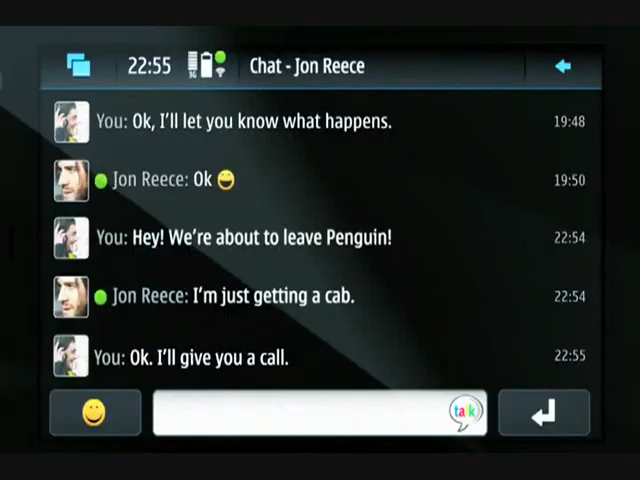 22:55 3G Chat - Jon Reece
You: Ok, I'll let you know what happens. 19:48
Jon Reece: Ok 19:50
You: Hey! We're about to leave Penguin! 22:54
Jon Reece: I'm just getting a cab. 22:54
You: Ok. I'll give you a call. 22:55
talk